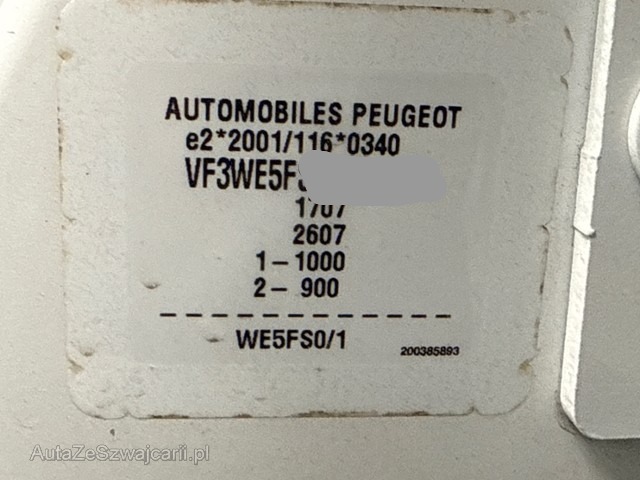 AUTOMOBILES PEUGEOT
e2*2001/116*0340
VF3WE5F
1707
2607
1-1000
2- 900
WE5FS0/1
200385893
AutaZeSzwajcarii.pl